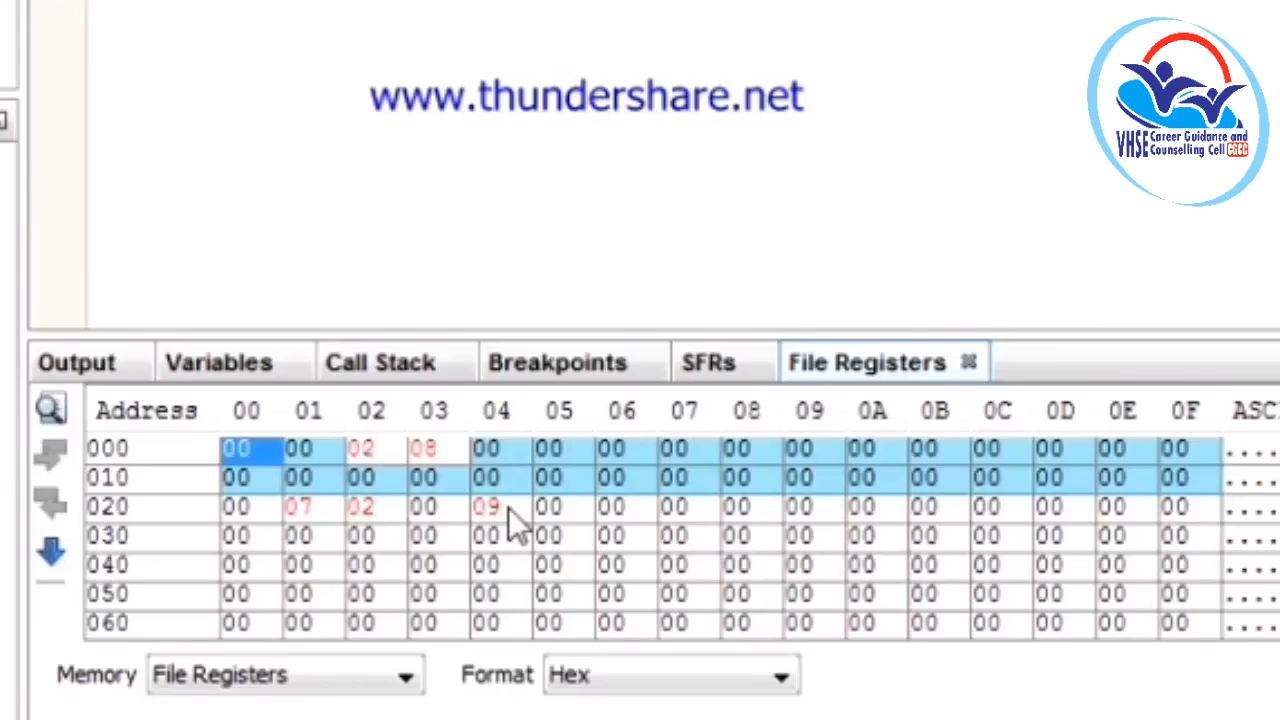 www.thundershare.net
VHSE Career Guidance and
Counselling Cell CGCC
Output Variables Call Stack Breakpoints SFRs File Registers
Address 00 01 02 03 04 05 06 07 08 09 0A 0B 0C 0D 0E 0F ASCI
000 00 00 02 08 00 00 00 00 00 00 00 00 00 00 00 00 ....
010 00 00 00 00 00 00 00 00 00 00 00 00 00 00 00 00 ....
020 00 07 02 00 09 00 00 00 00 00 00 00 00 00 00 00 ....
030 00 00 00 00 00 00 00 00 00 00 00 00 00 00 00 00 ....
040 00 00 00 00 00 00 00 00 00 00 00 00 00 00 00 00 ....
050 00 00 00 00 00 00 00 00 00 00 00 00 00 00 00 00 ....
060 00 00 00 00 00 00 00 00 00 00 00 00 00 00 00 00 ....
Memory File Registers Format Hex